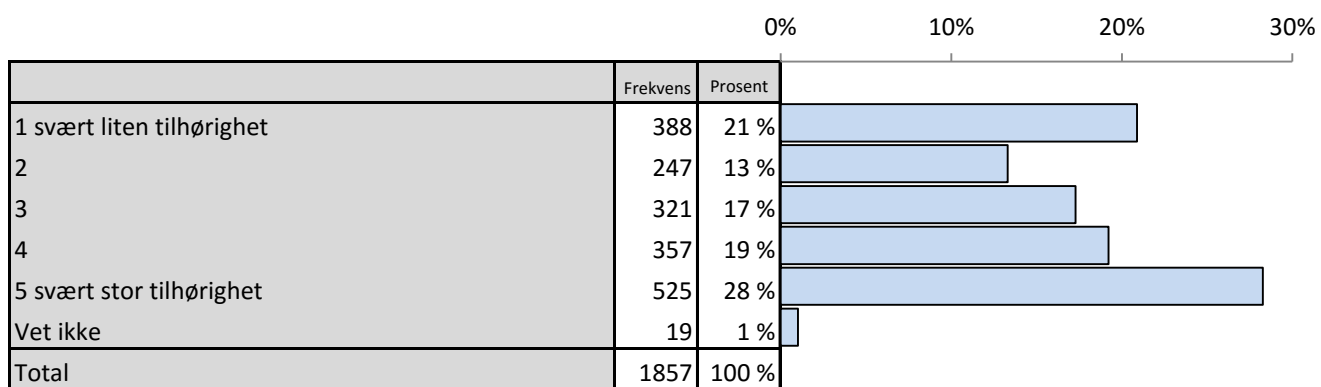 0% 10% 20% 30%
Frekvens Prosent
1 svært liten tilhørighet 388 21 %
2 247 13 %
3 321 17 %
4 357 19 %
5 svært stor tilhørighet 525 28 %
Vet ikke 19 1 %
Total 1857 100 %